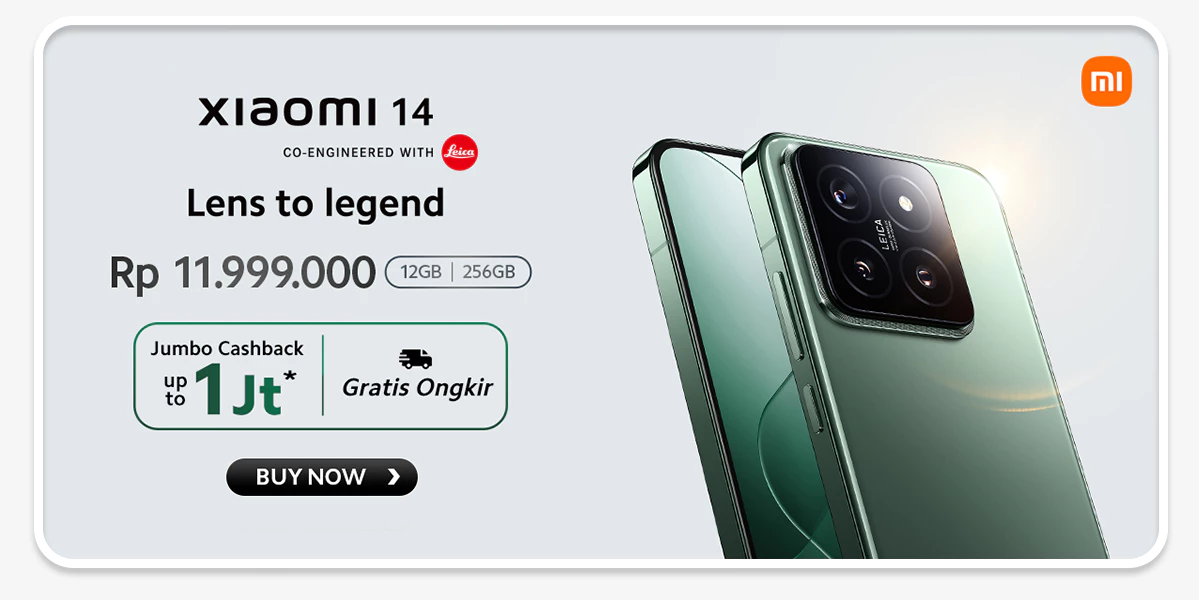 xiaomi 14
CO-ENGINEERED WITH Leica
Lens to legend
Rp 11.999.000 12GB | 256GB
Jumbo Cashback
up to 1 Jt*
Gratis Ongkir
BUY NOW
mi
LEICA